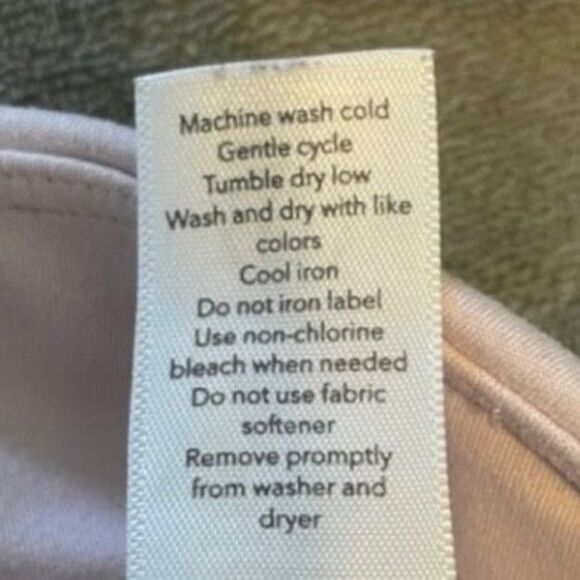 Machine wash cold
Gentle cycle
Tumble dry low
Wash and dry with like
colors
Cool iron
Do not iron label
Use non-chlorine
bleach when needed
Do not use fabric
softener
Remove promptly
from washer and
dryer